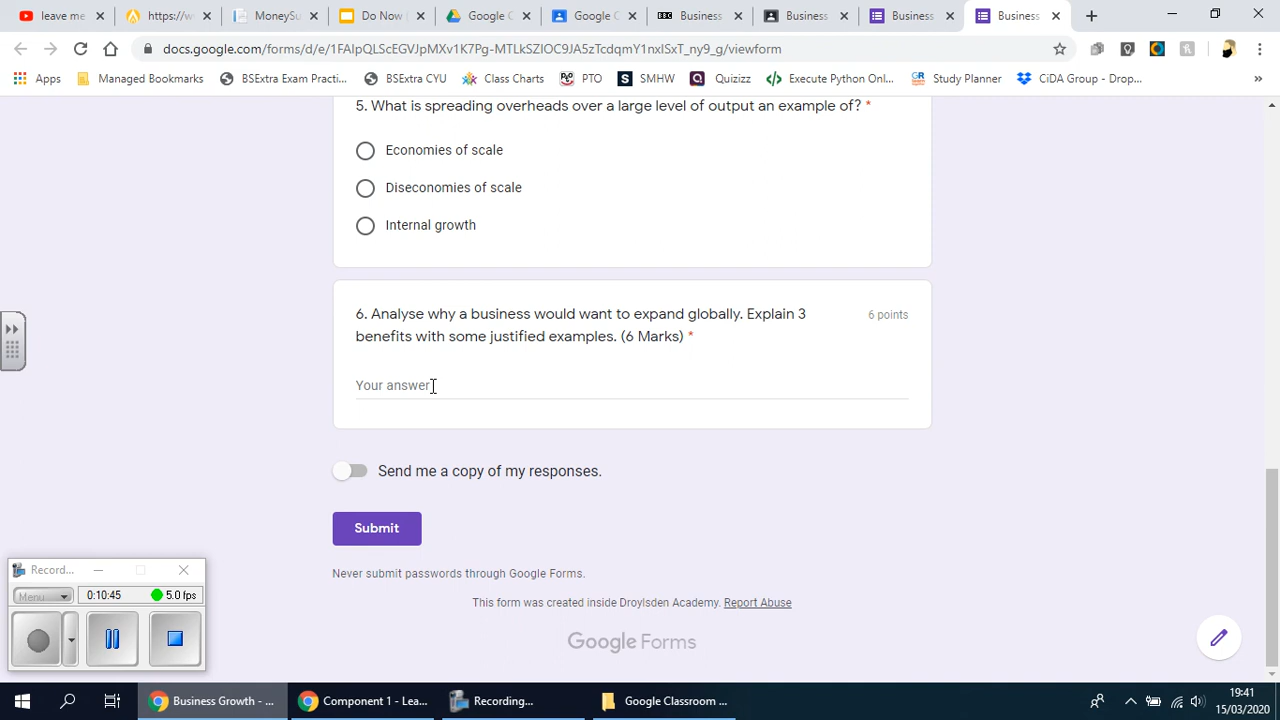 leave me
https://w
MoneySu
Do Now
Google C
Google C
Business
Business
Business
Business
docs.google.com/forms/d/e/1FAIpQLScEGVJpMXvTK7Pg-MTLkSZlOC9JA5zTcdqmY1nxISxT_ny9_g/viewform
Apps
Managed Bookmarks
BSExtra Exam Practi...
BSExtra CYU
Class Charts
PTO
SMHW
Quizizz
Execute Python Onl...
Study Planner
CiDA Group - Drop...
»
5. What is spreading overheads over a large level of output an example of? *
Economies of scale
Diseconomies of scale
Internal growth
6. Analyse why a business would want to expand globally. Explain 3
6 points
benefits with some justified examples. (6 Marks) *
Your answer
Send me a copy of my responses.
Submit
Never submit passwords through Google Forms.
This form was created inside Droylsden Academy. Report Abuse
Google Forms
Record...
Menu
0:10:45
5.0 fps
Business Growth - ...
Component 1 - Lea...
Recording...
Google Classroom ...
19:41
15/03/2020